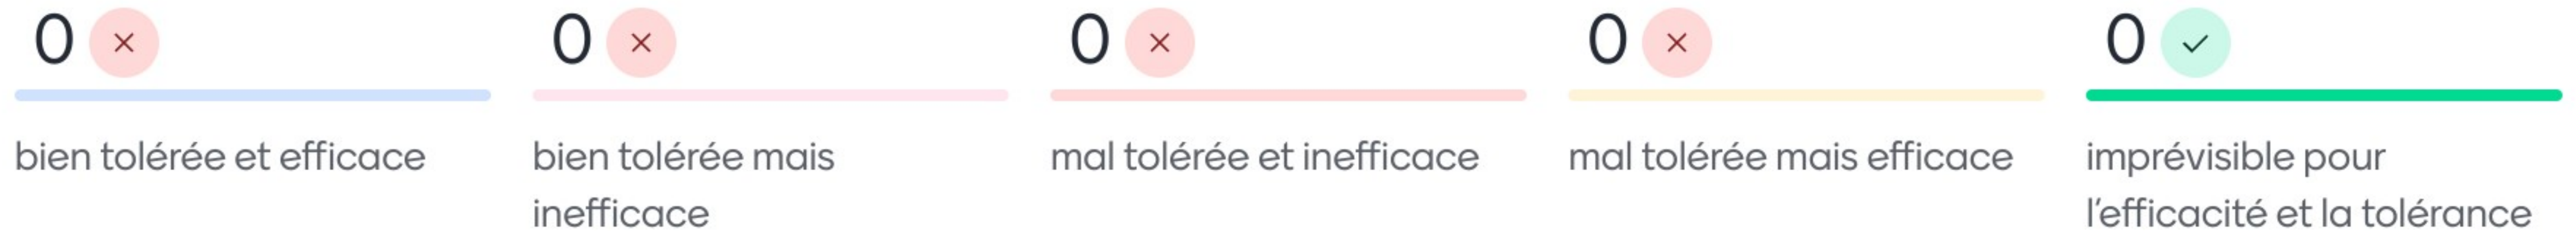 0
bien tolérée et efficace
0
bien tolérée mais
inefficace
0
mal tolérée et inefficace
0
mal tolérée mais efficace
0
imprévisible pour
l'efficacité et la tolérance